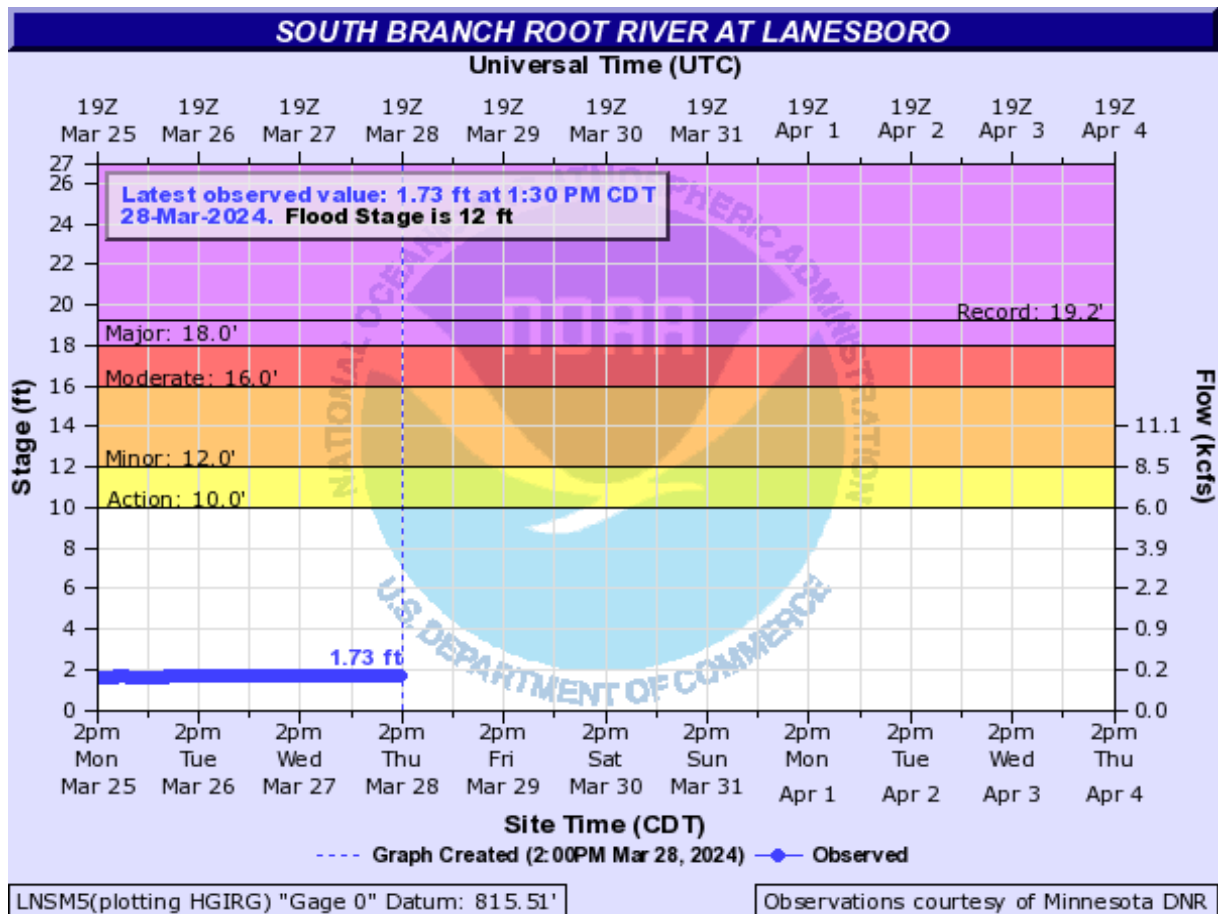 SOUTH BRANCH ROOT RIVER AT LANESBORO
Universal Time (UTC)
19Z 19Z 19Z 19Z 19Z 19Z 19Z 19Z 19Z 19Z 19Z
Mar 25 Mar 26 Mar 27 Mar 28 Mar 29 Mar 30 Mar 31 Apr 1 Apr 2 Apr 3 Apr 4
Latest observed value: 1.73 ft at 1:30 PM CDT
28-Mar-2024. Flood Stage is 12 ft
NATIONAL OCEANIC AND ATMOSPHERIC ADMINISTRATION
NOAA
U.S. DEPARTMENT OF COMMERCE
Stage (ft)
27
26
24
22
20
18
16
14
12
10
8
6
4
2
0
Record: 19.2'
Major: 18.0'
Moderate: 16.0'
Minor: 12.0'
Action: 10.0'
1.73 ft
Flow (kcfs)
11.1
8.5
6.0
3.9
2.2
0.9
0.2
0.0
2pm 2pm 2pm 2pm 2pm 2pm 2pm 2pm 2pm 2pm 2pm
Mon Tue Wed Thu Fri Sat Sun Mon Tue Wed Thu
Mar 25 Mar 26 Mar 27 Mar 28 Mar 29 Mar 30 Mar 31 Apr 1 Apr 2 Apr 3 Apr 4
Site Time (CDT)
Graph Created (2:00PM Mar 28, 2024) Observed
LNSM5(plotting HGIRG) "Gage 0" Datum: 815.51'
Observations courtesy of Minnesota DNR